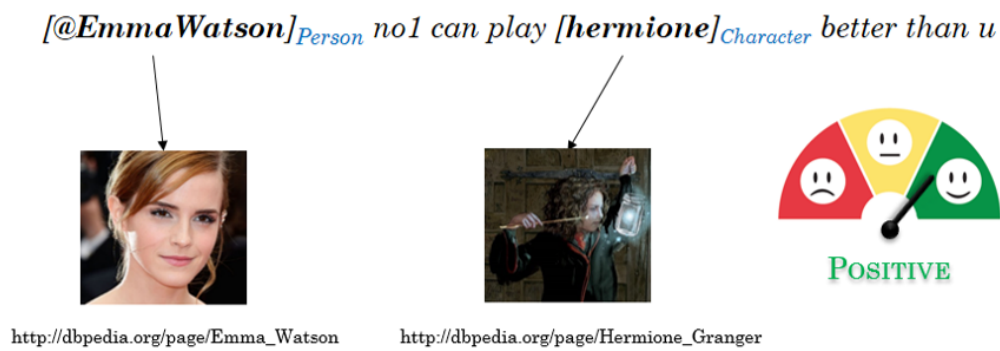 [@EmmaWatson]Person no1 can play [hermione]Character better than u
POSITIVE
http://dbpedia.org/page/Emma_Watson
http://dbpedia.org/page/Hermione_Granger